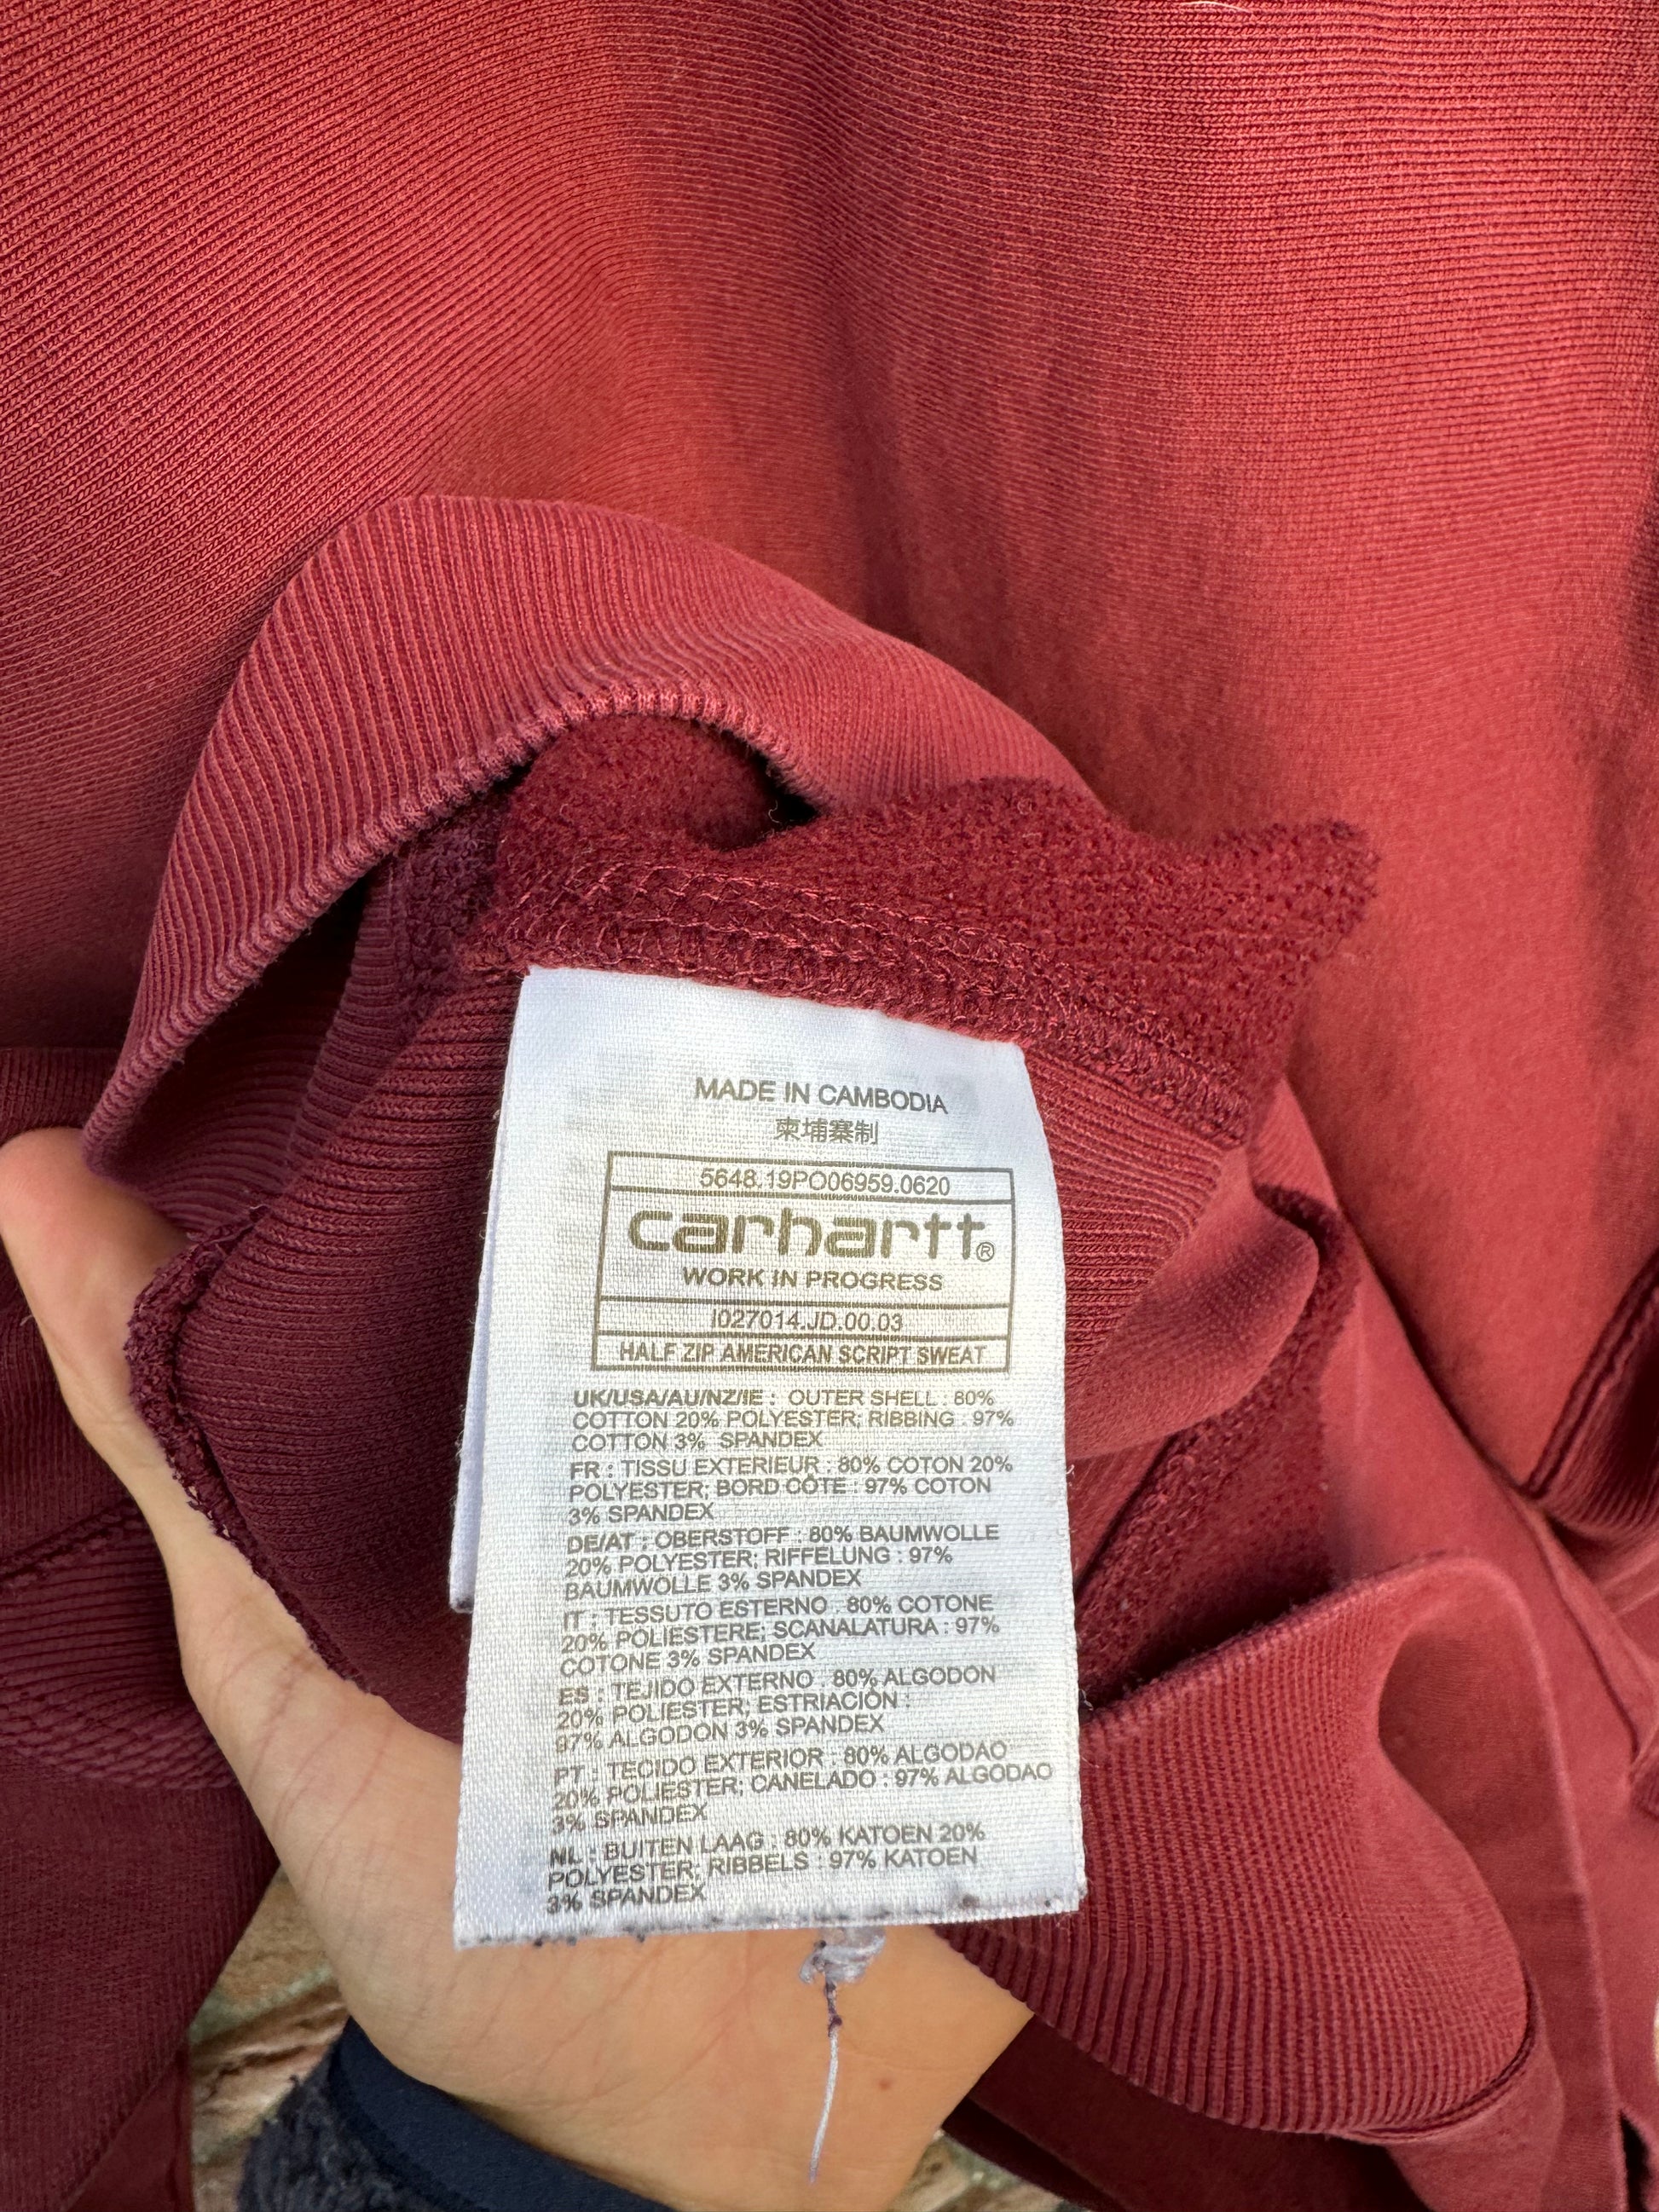 MADE IN CAMBODIA
柬埔寨制
5648.19PO06959.0620
carhartt®
WORK IN PROGRESS
I027014.JD.00.03
HALF ZIP AMERICAN SCRIPT SWEAT
UK/USA/AU/NZ/IE : OUTER SHELL : 80%
COTTON 20% POLYESTER; RIBBING : 97%
COTTON 3% SPANDEX
FR : TISSU EXTERIEUR : 80% COTON 20%
POLYESTER; BORD CÔTE : 97% COTON
3% SPANDEX
DE/AT : OBERSTOFF : 80% BAUMWOLLE
20% POLYESTER; RIFFELUNG : 97%
BAUMWOLLE 3% SPANDEX
IT : TESSUTO ESTERNO : 80% COTONE
20% POLIESTERE; SCANALATURA : 97%
COTONE 3% SPANDEX
ES : TEJIDO EXTERNO : 80% ALGODON
20% POLIESTER; ESTRIACIÓN :
97% ALGODON 3% SPANDEX
PT : TECIDO EXTERIOR : 80% ALGODAO
20% POLIESTER; CANELADO : 97% ALGODAO
3% SPANDEX
NL : BUITEN LAAG : 80% KATOEN 20%
POLYESTER; RIBBELS : 97% KATOEN
3% SPANDEX